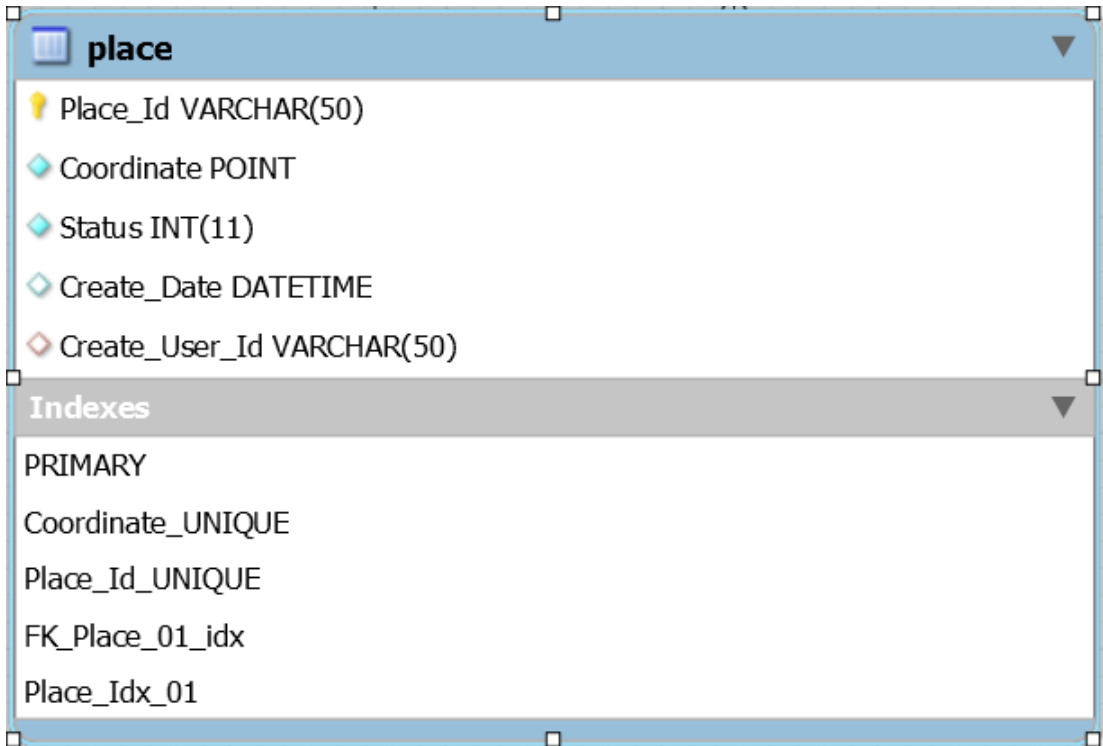 place
Place_Id VARCHAR(50)
Coordinate POINT
Status INT(11)
Create_Date DATETIME
Create_User_Id VARCHAR(50)
Indexes
PRIMARY
Coordinate_UNIQUE
Place_Id_UNIQUE
FK_Place_01_idx
Place_Idx_01